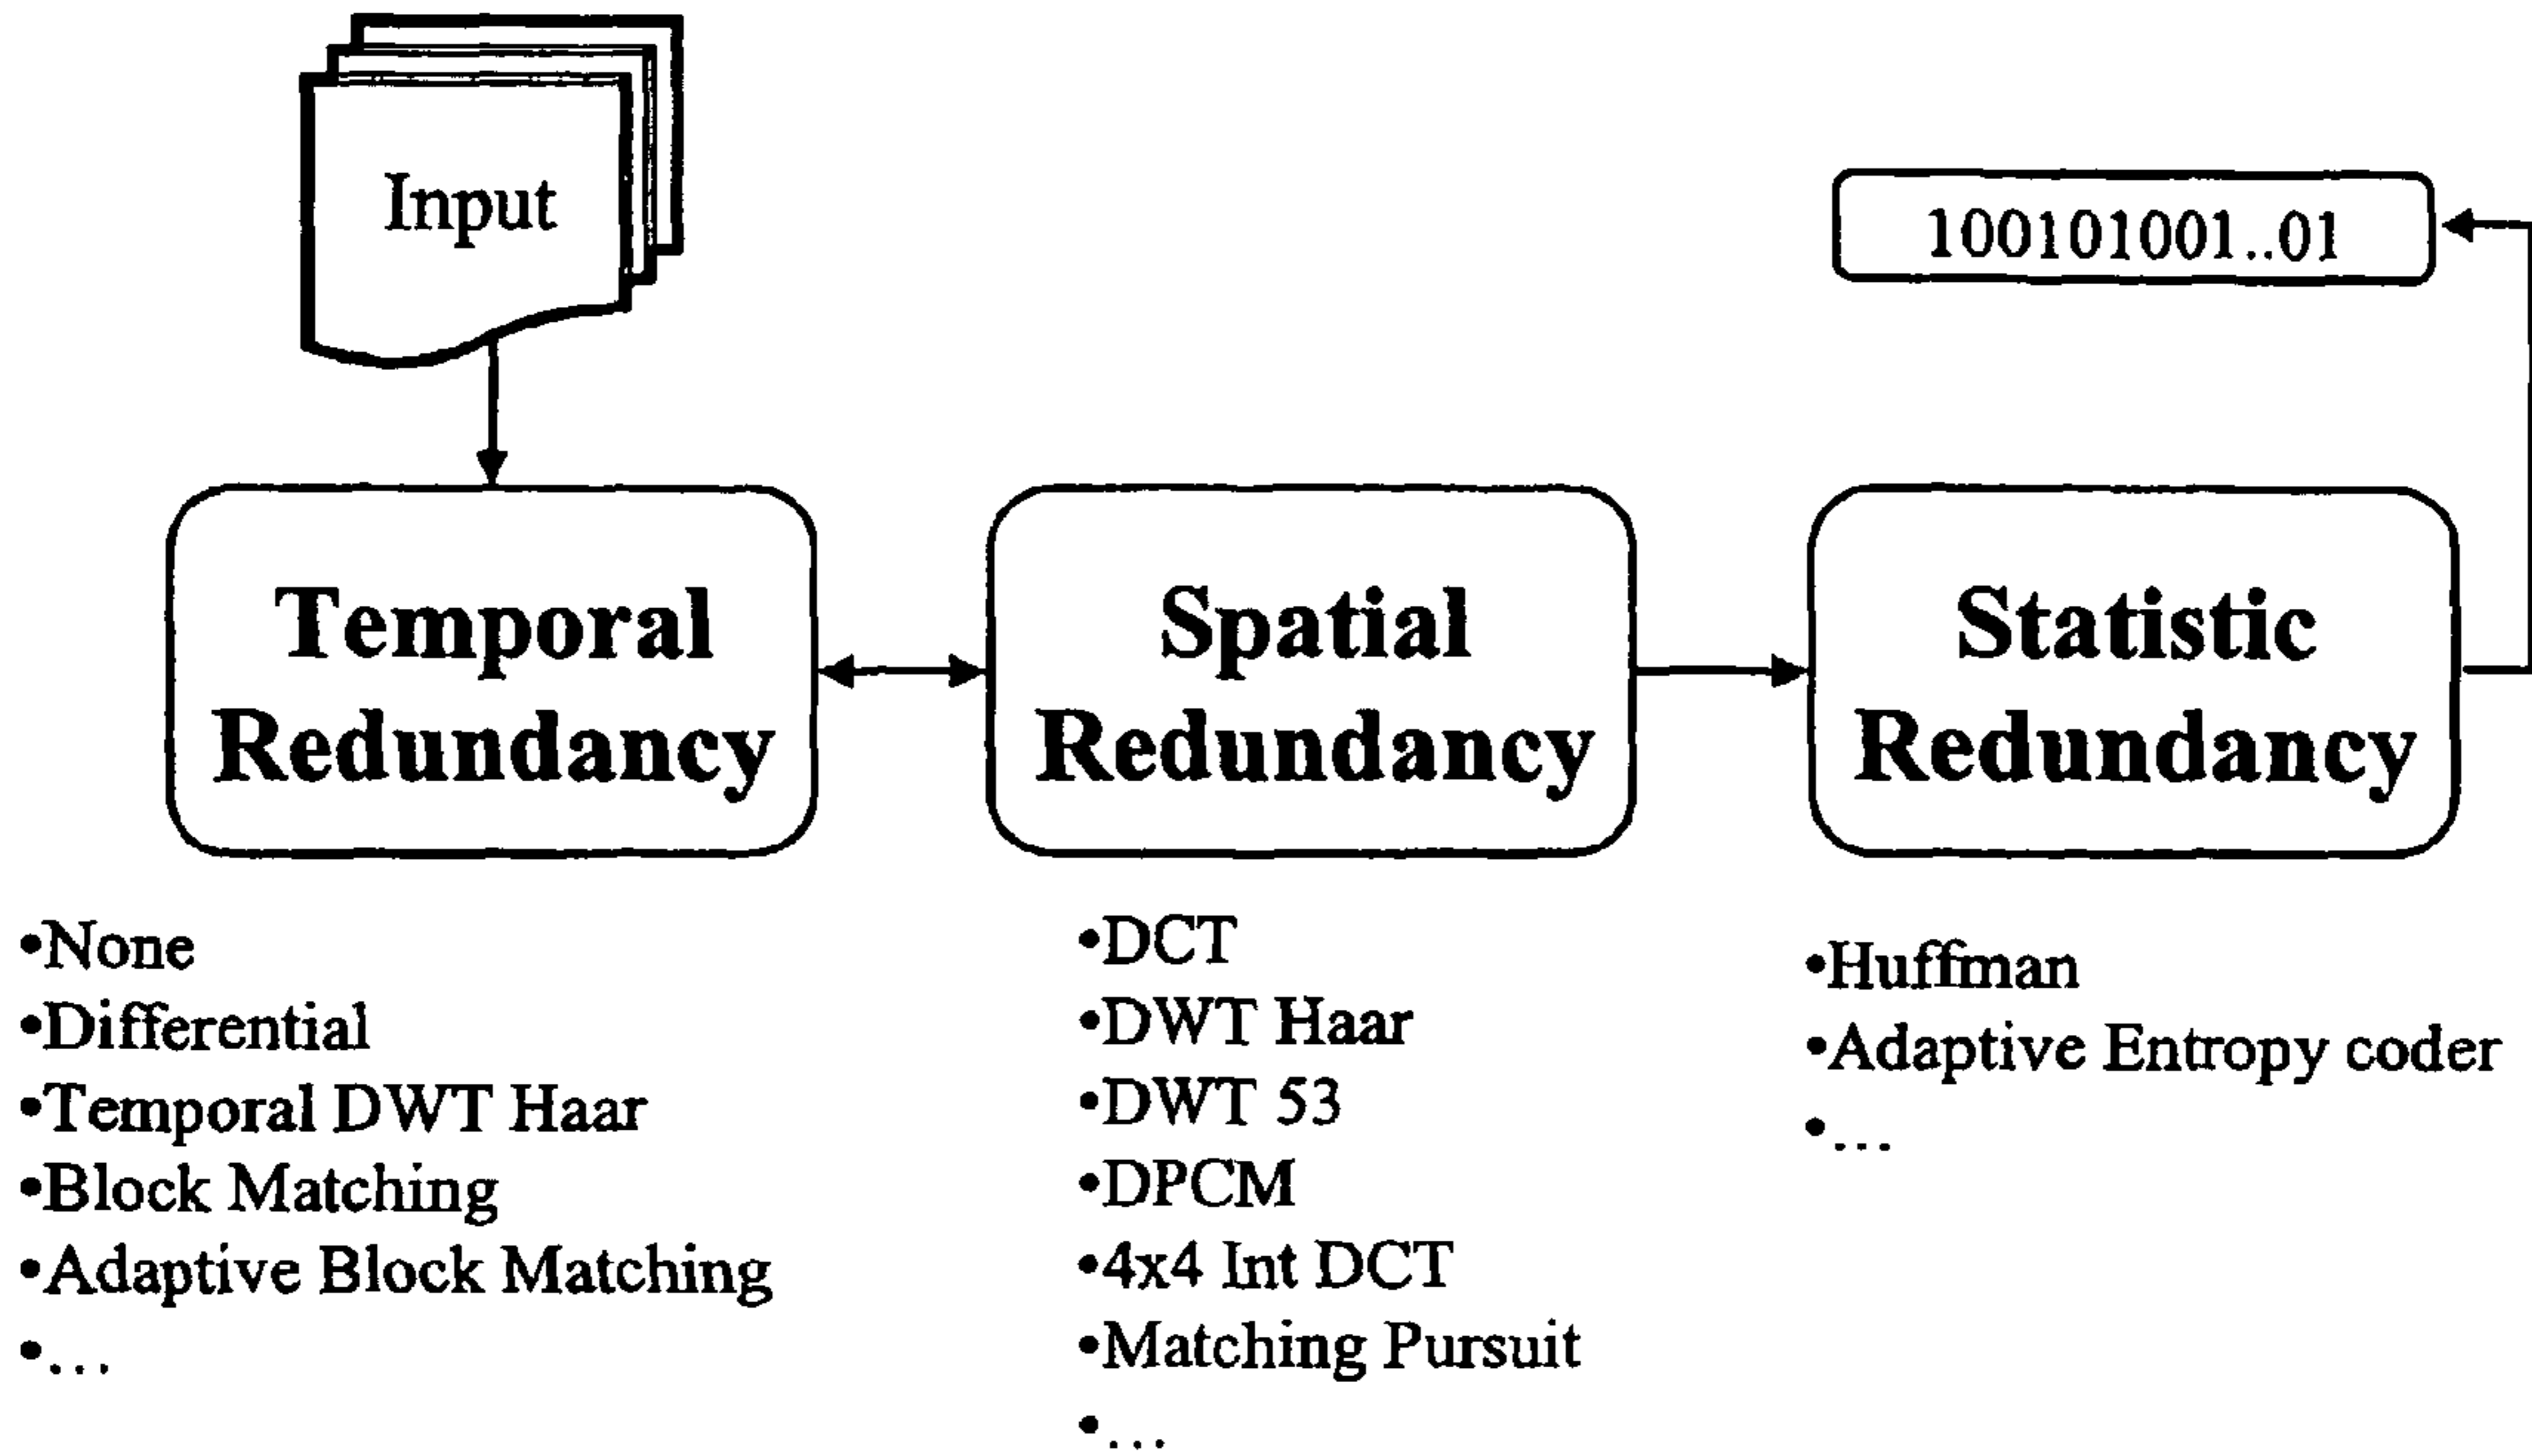 Input
100101001..01
Temporal
Redundancy
Spatial
Redundancy
Statistic
Redundancy
•None
•Differential
•Temporal DWT Haar
•Block Matching
•Adaptive Block Matching
•...
•DCT
•DWT Haar
•DWT 53
•DPCM
•4x4 Int DCT
•Matching Pursuit
•...
•Huffman
•Adaptive Entropy coder
•...